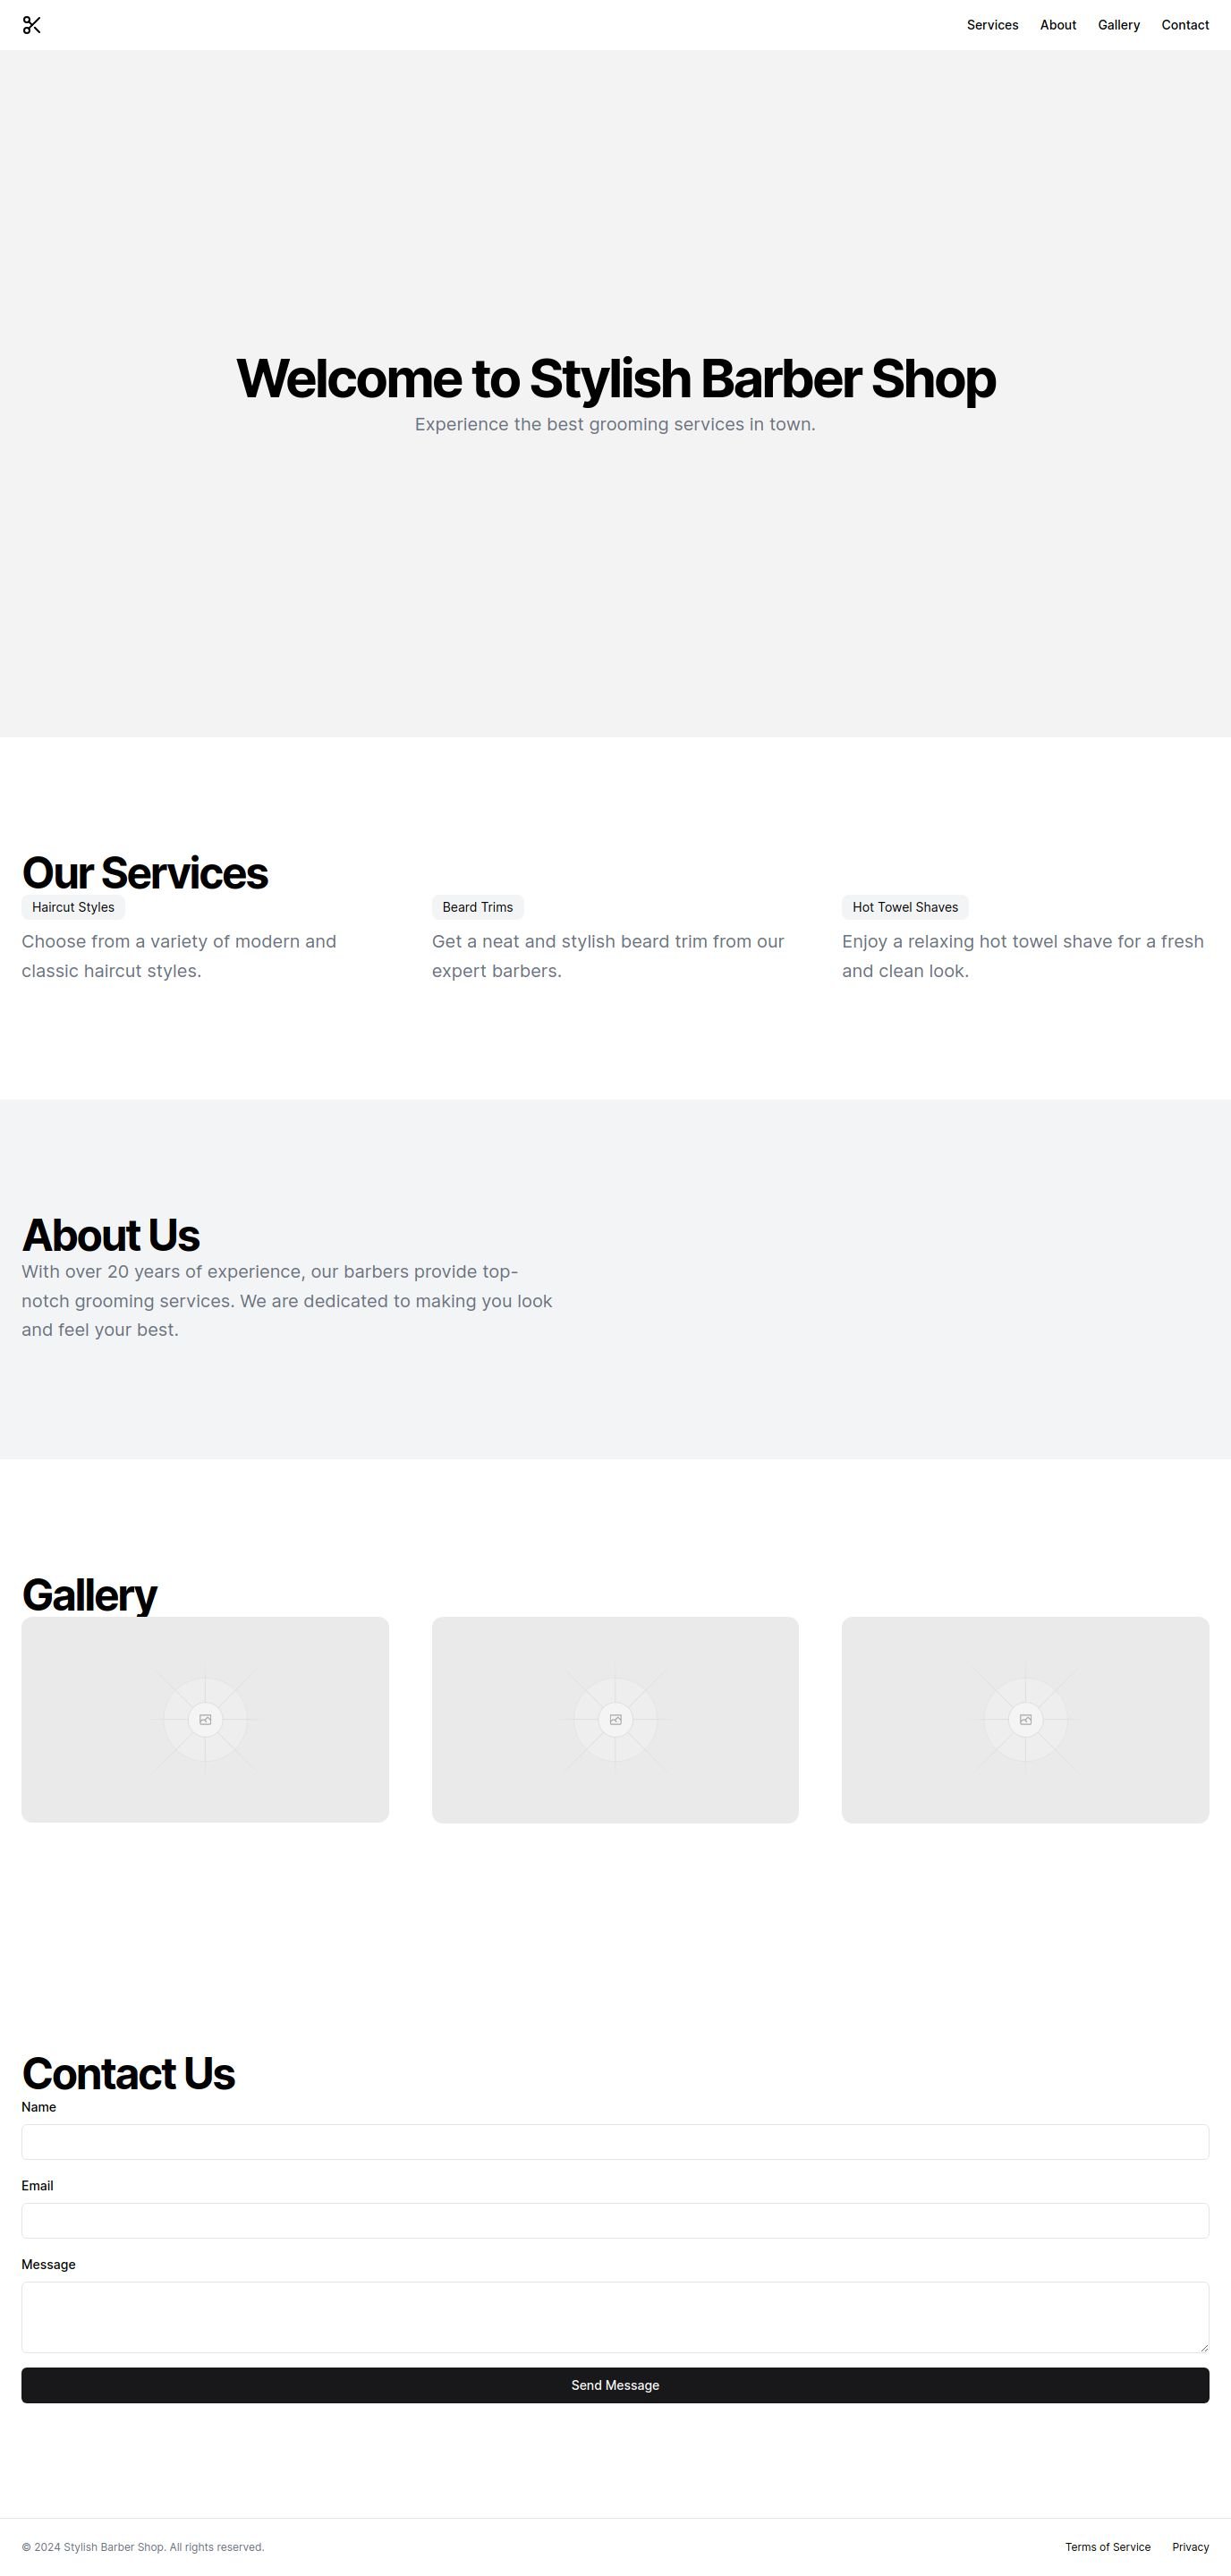 Services About Gallery Contact
Welcome to Stylish Barber Shop
Experience the best grooming services in town.
Our Services
Haircut Styles
Choose from a variety of modern and
classic haircut styles.
Beard Trims
Get a neat and stylish beard trim from our
expert barbers.
Hot Towel Shaves
Enjoy a relaxing hot towel shave for a fresh
and clean look.
About Us
With over 20 years of experience, our barbers provide top-
notch grooming services. We are dedicated to making you look
and feel your best.
Gallery
Contact Us
Name
Email
Message
Send Message
© 2024 Stylish Barber Shop. All rights reserved.
Terms of Service Privacy